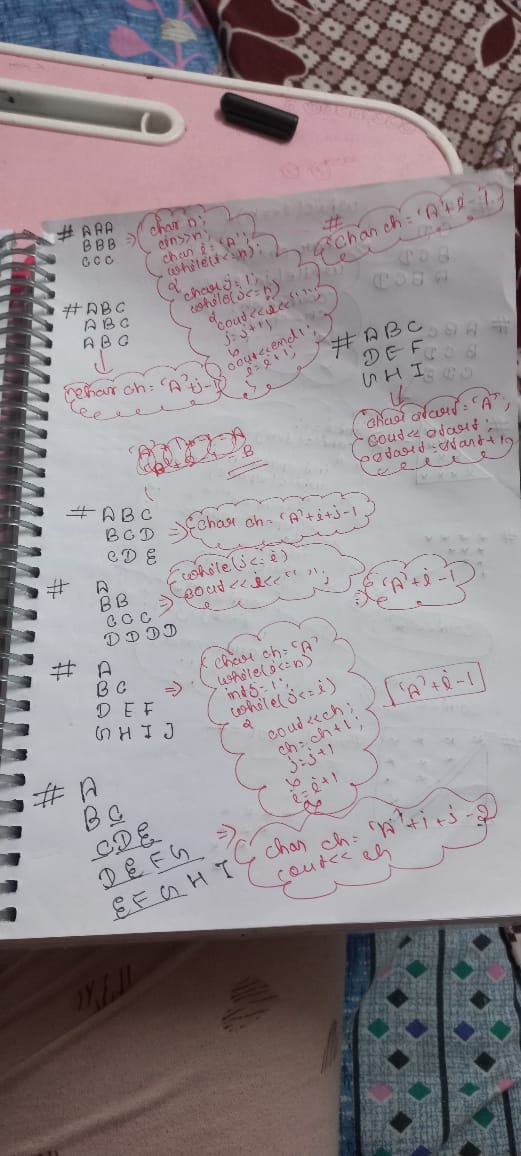 # AAA
BBB
CCC
=>
char n;
cin>>n;
char i = 'A';
while(i<=n);
{
char j = 1;
while(j<=n)
{
cout<<i<<" ";
j=j+1;
}
cout<<endl;
i=i+1;
}
#
char ch = 'A'+i-1
# ABC
ABC
ABC
char ch = 'A'+j-1
# ABC
DEF
GHI
char start = 'A';
cout<< start;
start=start+1;
# ABC
BCD
CDE
=> char ch = 'A'+i+j-1
# A
BB
CCC
DDDD
=>
while(j<=i)
cout<<i<<" ";
'A'+i-1
# A
BC
DEF
GHIJ
=>
char ch='A'
while(i<=n)
int j=1;
while(j<=i)
{
cout<<ch;
ch=ch+1;
j=j+1
}
i=i+1
'A'+i-1
# A
BC
CDE
DEFG
EFGHI
=>
char ch = 'A'+i+j-2
cout<< ch